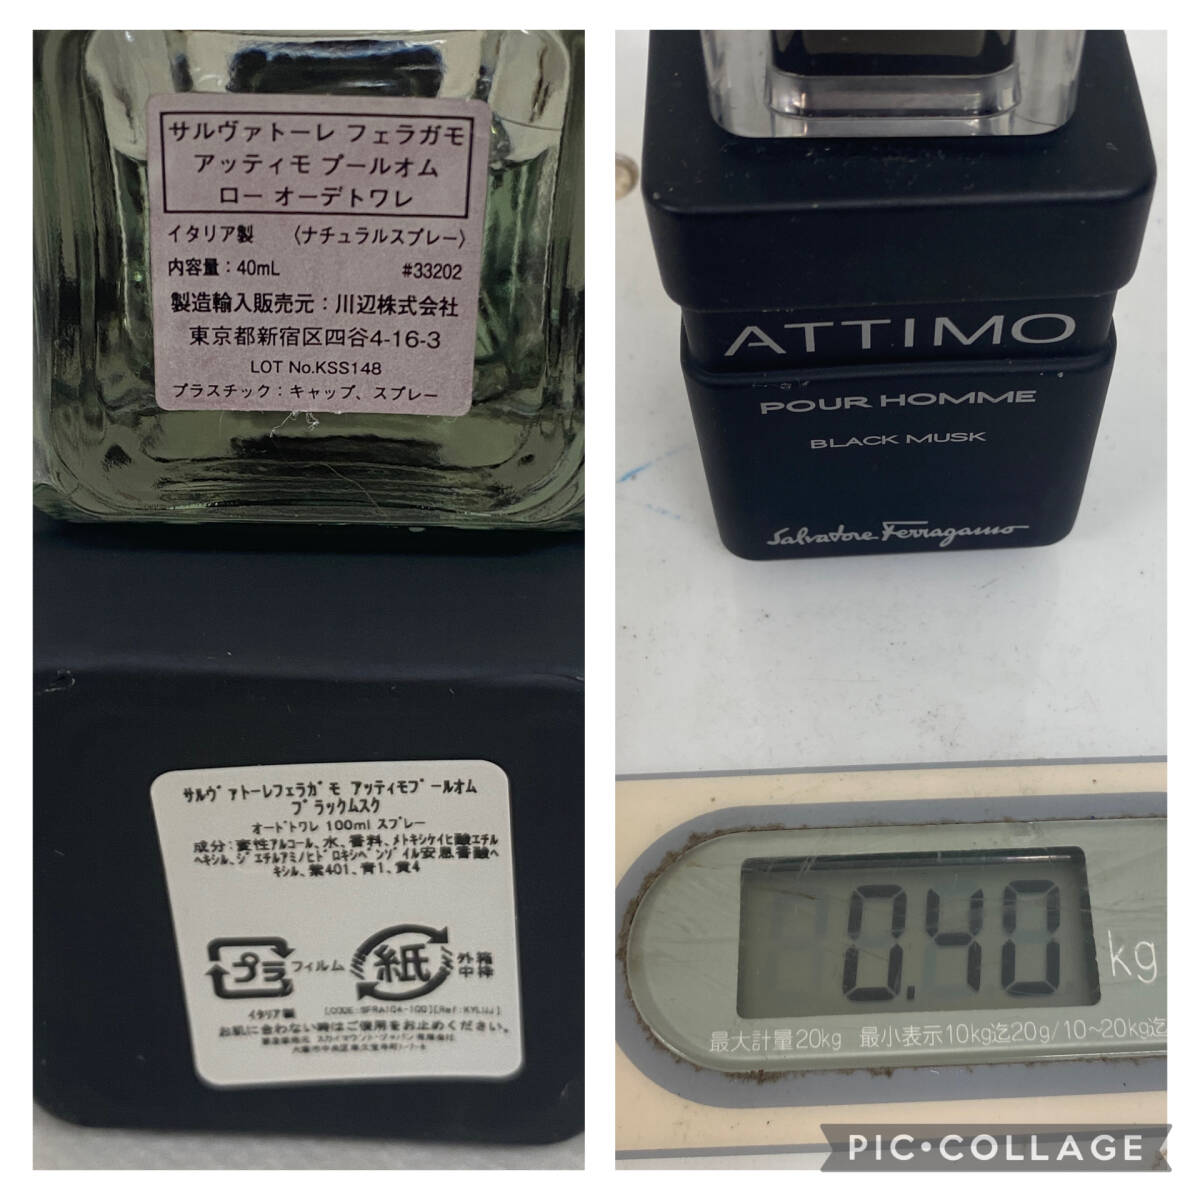 サルヴァトーレ フェラガモ
アッティモ プールオム
ロー オーデトワレ
イタリア製 〈ナチュラルスプレー〉
内容量：40mL #33202
製造輸入販売元：川辺株式会社
東京都新宿区四谷4-16-3
LOT No.KSS148
プラスチック：キャップ、スプレー
サルヴァトーレフェラガモ アッティモプールオム
ブラックムスク
オードトワレ 100ml スプレー
成分：変性アルコール、水、香料、メトキシケイヒ酸エチル
ヘキシル、ジエチルアミノヒドロキシベンゾイル安息香酸ヘ
キシル、紫401、青1、黄4
プラ フィルム 紙 外箱
中枠
イタリア製
お肌に合わない時はご使用をお止めください。
ATTIMO
POUR HOMME
BLACK MUSK
Salvatore Ferragamo
0.40 kg
最大計量20kg 最小表示10kg迄20g/10~20kg迄
PIC•COLLAGE